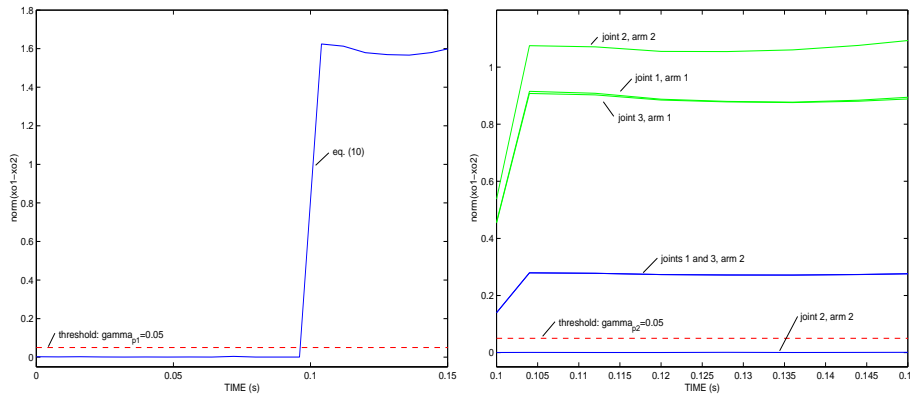 1.8
1.6
1.4
1.2
1
0.8
0.6
0.4
0.2
0
norm(xo1−xo2)
eq. (10)
threshold: gamma_p1=0.05
0
0.05
0.1
0.15
TIME (s)
1
0.8
0.6
0.4
0.2
0
norm(xo1−xo2)
joint 2, arm 2
joint 1, arm 1
joint 3, arm 1
joints 1 and 3, arm 2
joint 2, arm 2
threshold: gamma_p2=0.05
0.1
0.105
0.11
0.115
0.12
0.125
0.13
0.135
0.14
0.145
0.15
TIME (s)